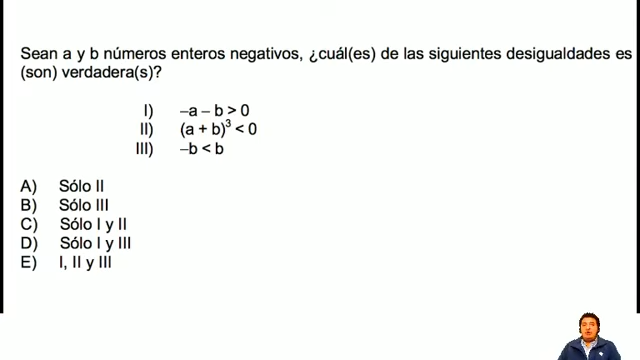 Sean a y b números enteros negativos, ¿cuál(es) de las siguientes desigualdades es
(son) verdadera(s)?
I) –a – b > 0
II) (a + b)³ < 0
III) –b < b
A) Sólo II
B) Sólo III
C) Sólo I y II
D) Sólo I y III
E) I, II y III